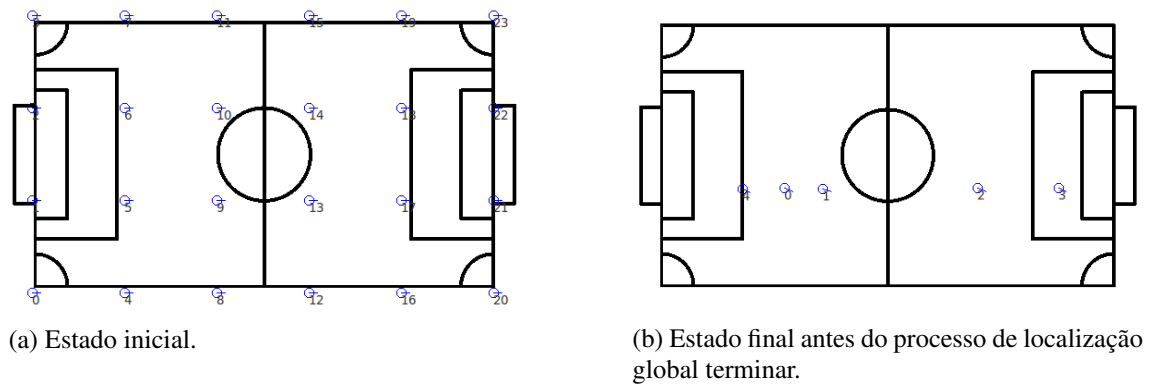 3 7 11 15 19 23
2 6 10 14 18 22
1 5 9 13 17 21
0 4 8 12 16 20
4 0 1 2 3
(a) Estado inicial.
(b) Estado final antes do processo de localização
global terminar.